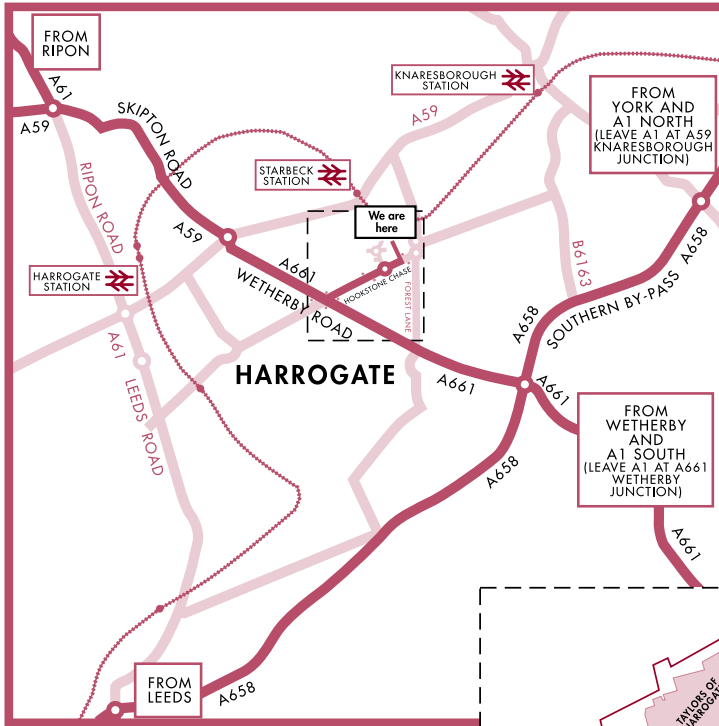 FROM
RIPON
A61
A59
SKIPTON ROAD
RIPON ROAD
KNARESBOROUGH
STATION
A59
FROM
YORK AND
A1 NORTH
(LEAVE A1 AT A59
KNARESBOROUGH
JUNCTION)
STARBECK
STATION
We are
here
A59
A661
WETHERBY ROAD
HOOKSTONE CHASE
FOREST LANE
B6163
A658
SOUTHERN BY-PASS
A658
HARROGATE
STATION
A61
LEEDS ROAD
HARROGATE
A661
A661
A658
FROM
WETHERBY
AND
A1 SOUTH
(LEAVE A1 AT A661
WETHERBY
JUNCTION)
A661
FROM
LEEDS
A658
TAYLORS OF
HARROGATE